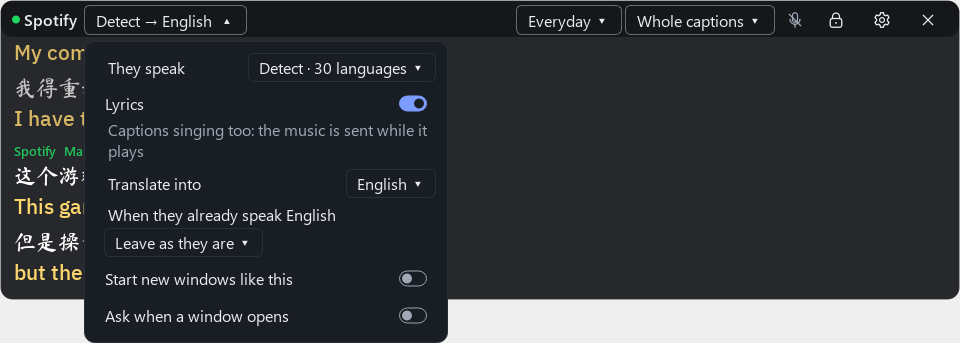 Spotify Detect → English ▲ Everyday ▼ Whole captions ▼
My com
我得重
I have t
Spotify Ma
这个游
This ga
但是操
but the
They speak Detect · 30 languages ▼
Lyrics
Captions singing too: the music is sent while it
plays
Translate into English ▼
When they already speak English
Leave as they are ▼
Start new windows like this
Ask when a window opens